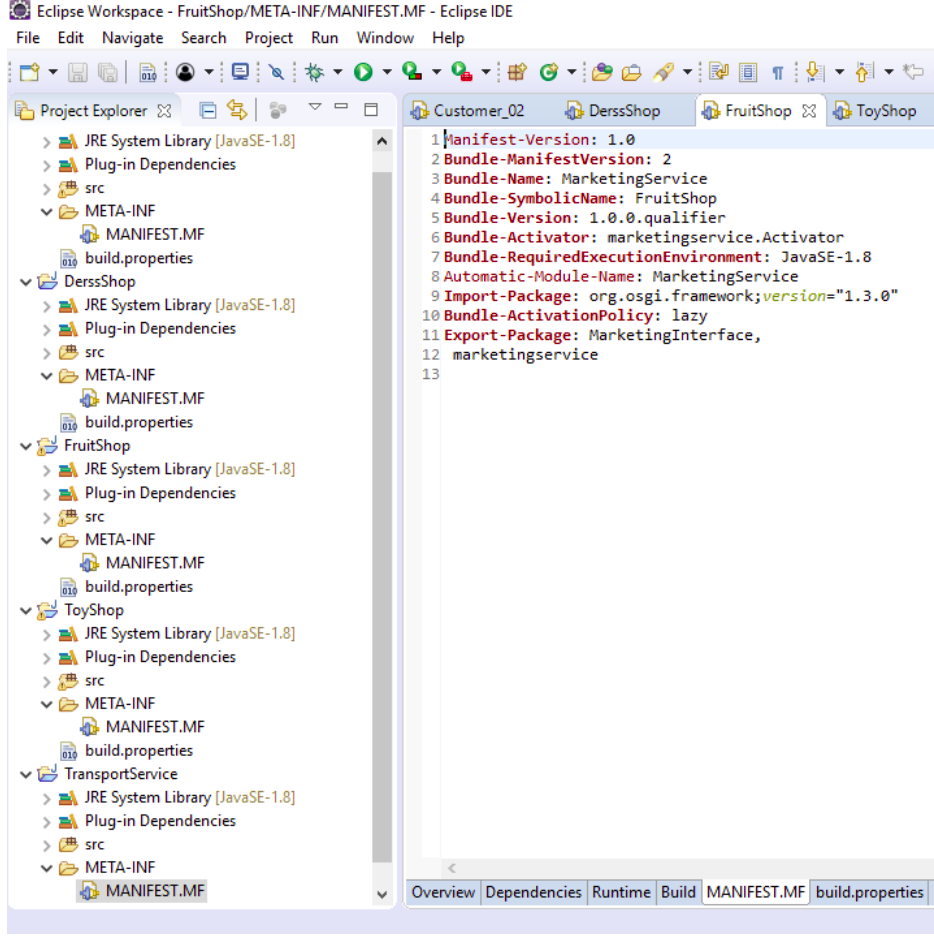 Eclipse Workspace - FruitShop/META-INF/MANIFEST.MF - Eclipse IDE
File Edit Navigate Search Project Run Window Help
Project Explorer
JRE System Library [JavaSE-1.8]
Plug-in Dependencies
src
META-INF
MANIFEST.MF
build.properties
DerssShop
JRE System Library [JavaSE-1.8]
Plug-in Dependencies
src
META-INF
MANIFEST.MF
build.properties
FruitShop
JRE System Library [JavaSE-1.8]
Plug-in Dependencies
src
META-INF
MANIFEST.MF
build.properties
ToyShop
JRE System Library [JavaSE-1.8]
Plug-in Dependencies
src
META-INF
MANIFEST.MF
build.properties
TransportService
JRE System Library [JavaSE-1.8]
Plug-in Dependencies
src
META-INF
MANIFEST.MF
Customer_02 DerssShop FruitShop ToyShop
1 Manifest-Version: 1.0
2 Bundle-ManifestVersion: 2
3 Bundle-Name: MarketingService
4 Bundle-SymbolicName: FruitShop
5 Bundle-Version: 1.0.0.qualifier
6 Bundle-Activator: marketingservice.Activator
7 Bundle-RequiredExecutionEnvironment: JavaSE-1.8
8 Automatic-Module-Name: MarketingService
9 Import-Package: org.osgi.framework;version="1.3.0"
10 Bundle-ActivationPolicy: lazy
11 Export-Package: MarketingInterface,
12 marketingservice
13
Overview Dependencies Runtime Build MANIFEST.MF build.properties